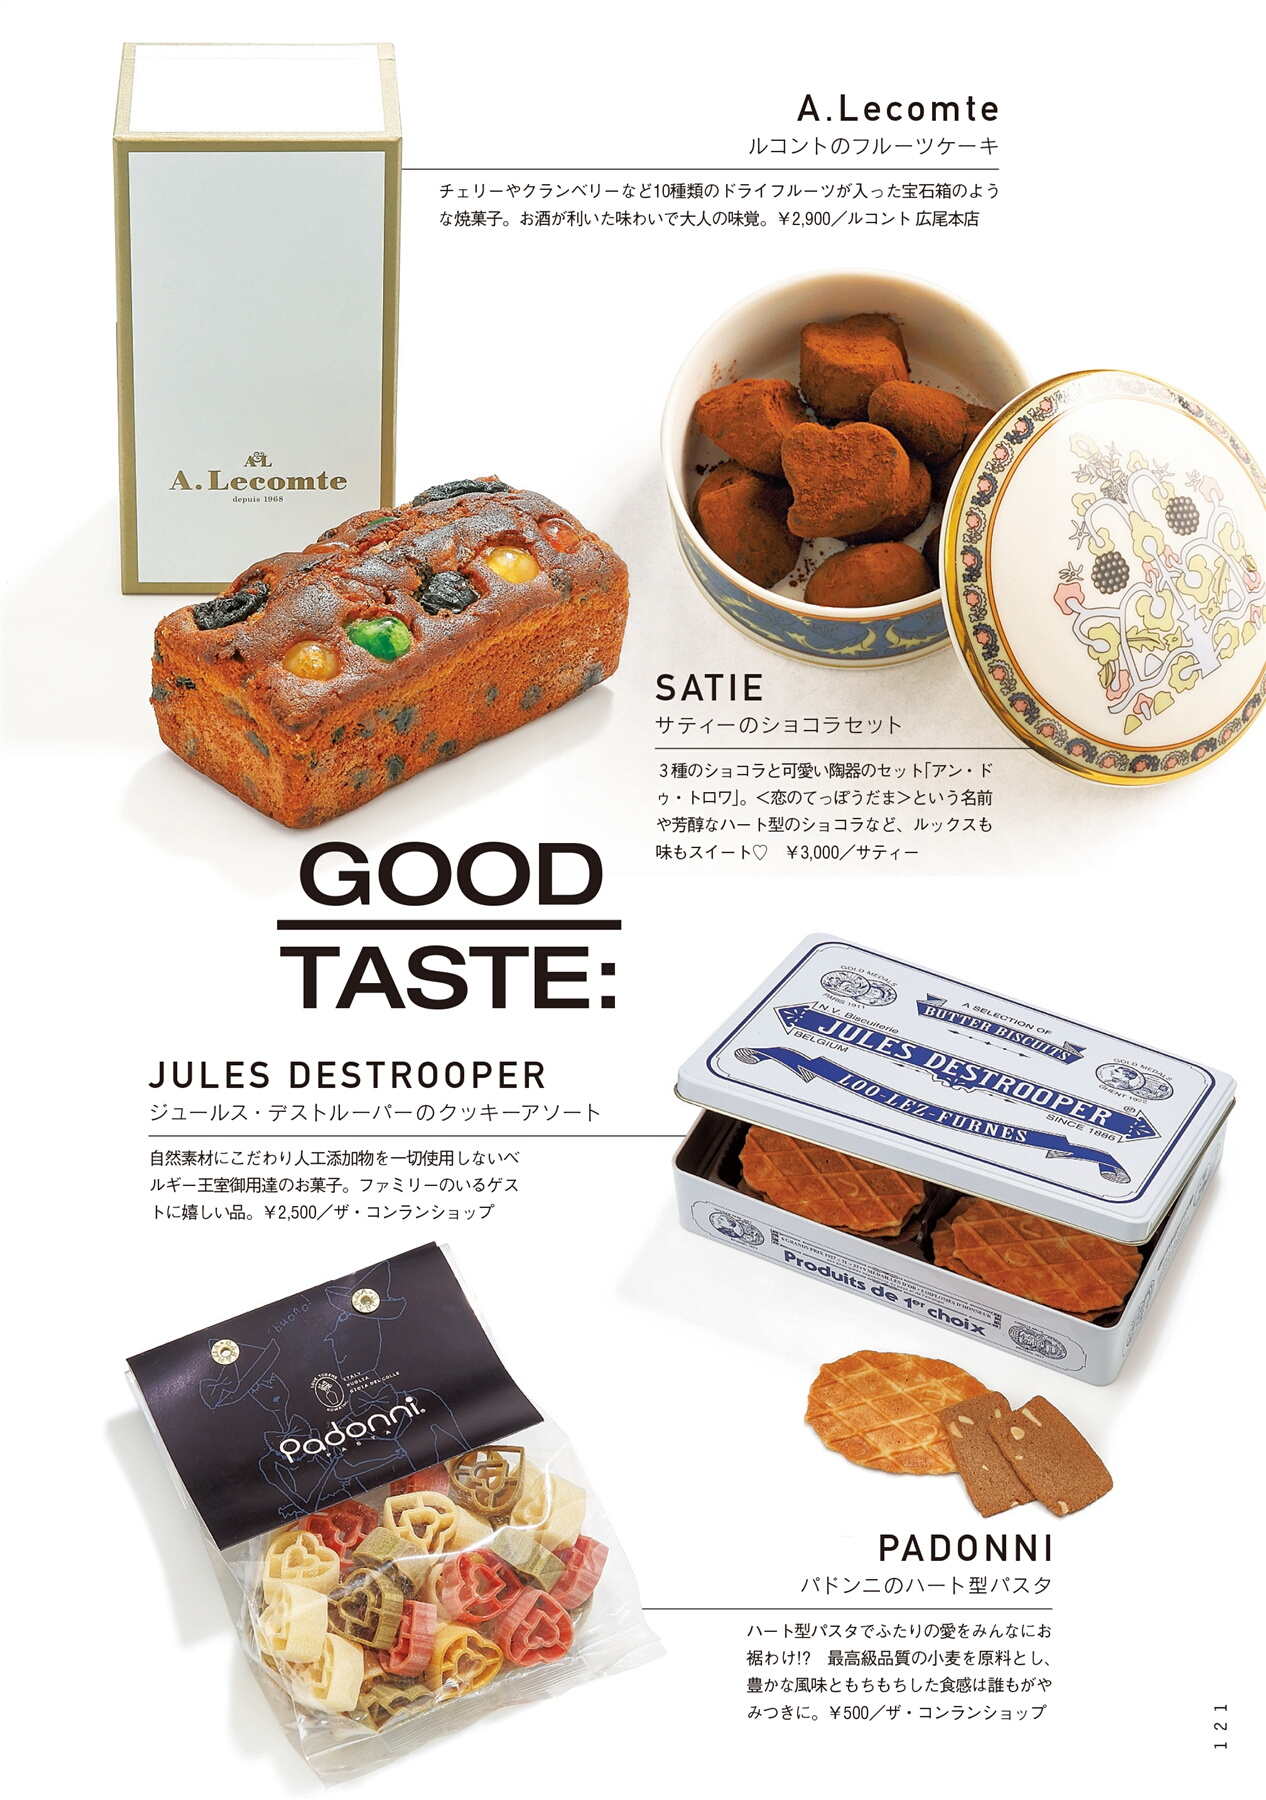 A.Lecomte
ルコントのフルーツケーキ
チェリーやクランベリーなど10種類のドライフルーツが入った宝石箱のよう
な焼菓子。お酒が利いた味わいで大人の味覚。￥2,900／ルコント 広尾本店
A&L
A.Lecomte
depuis 1968
SATIE
サティーのショコラセット
３種のショコラと可愛い陶器のセット｢アン・ド
ゥ・トロワ｣。＜恋のてっぽうだま＞という名前
や芳醇なハート型のショコラなど、ルックスも
味もスイート♡　￥3,000／サティー
GOOD
TASTE:
JULES DESTROOPER
ジュールス・デストルーパーのクッキーアソート
自然素材にこだわり人工添加物を一切使用しないベ
ルギー王室御用達のお菓子。ファミリーのいるゲス
トに嬉しい品。￥2,500／ザ・コンランショップ
GOLD MEDALS
PARIS 1911
A SELECTION OF
BUTTER BISCUITS
N.V. Biscuiterie
JULES DESTROOPER®
BELGIUM
SINCE 1886
LOO-LEZ-FURNES
GOLD MEDALS
Produits de 1er choix
buono!
ITALY
PUGLIA
GIOIA DEL COLLE
Padonni.
PASTA
PADONNI
パドンニのハート型パスタ
ハート型パスタでふたりの愛をみんなにお
裾わけ!?　最高級品質の小麦を原料とし、
豊かな風味ともちもちした食感は誰もがや
みつきに。￥500／ザ・コンランショップ
121